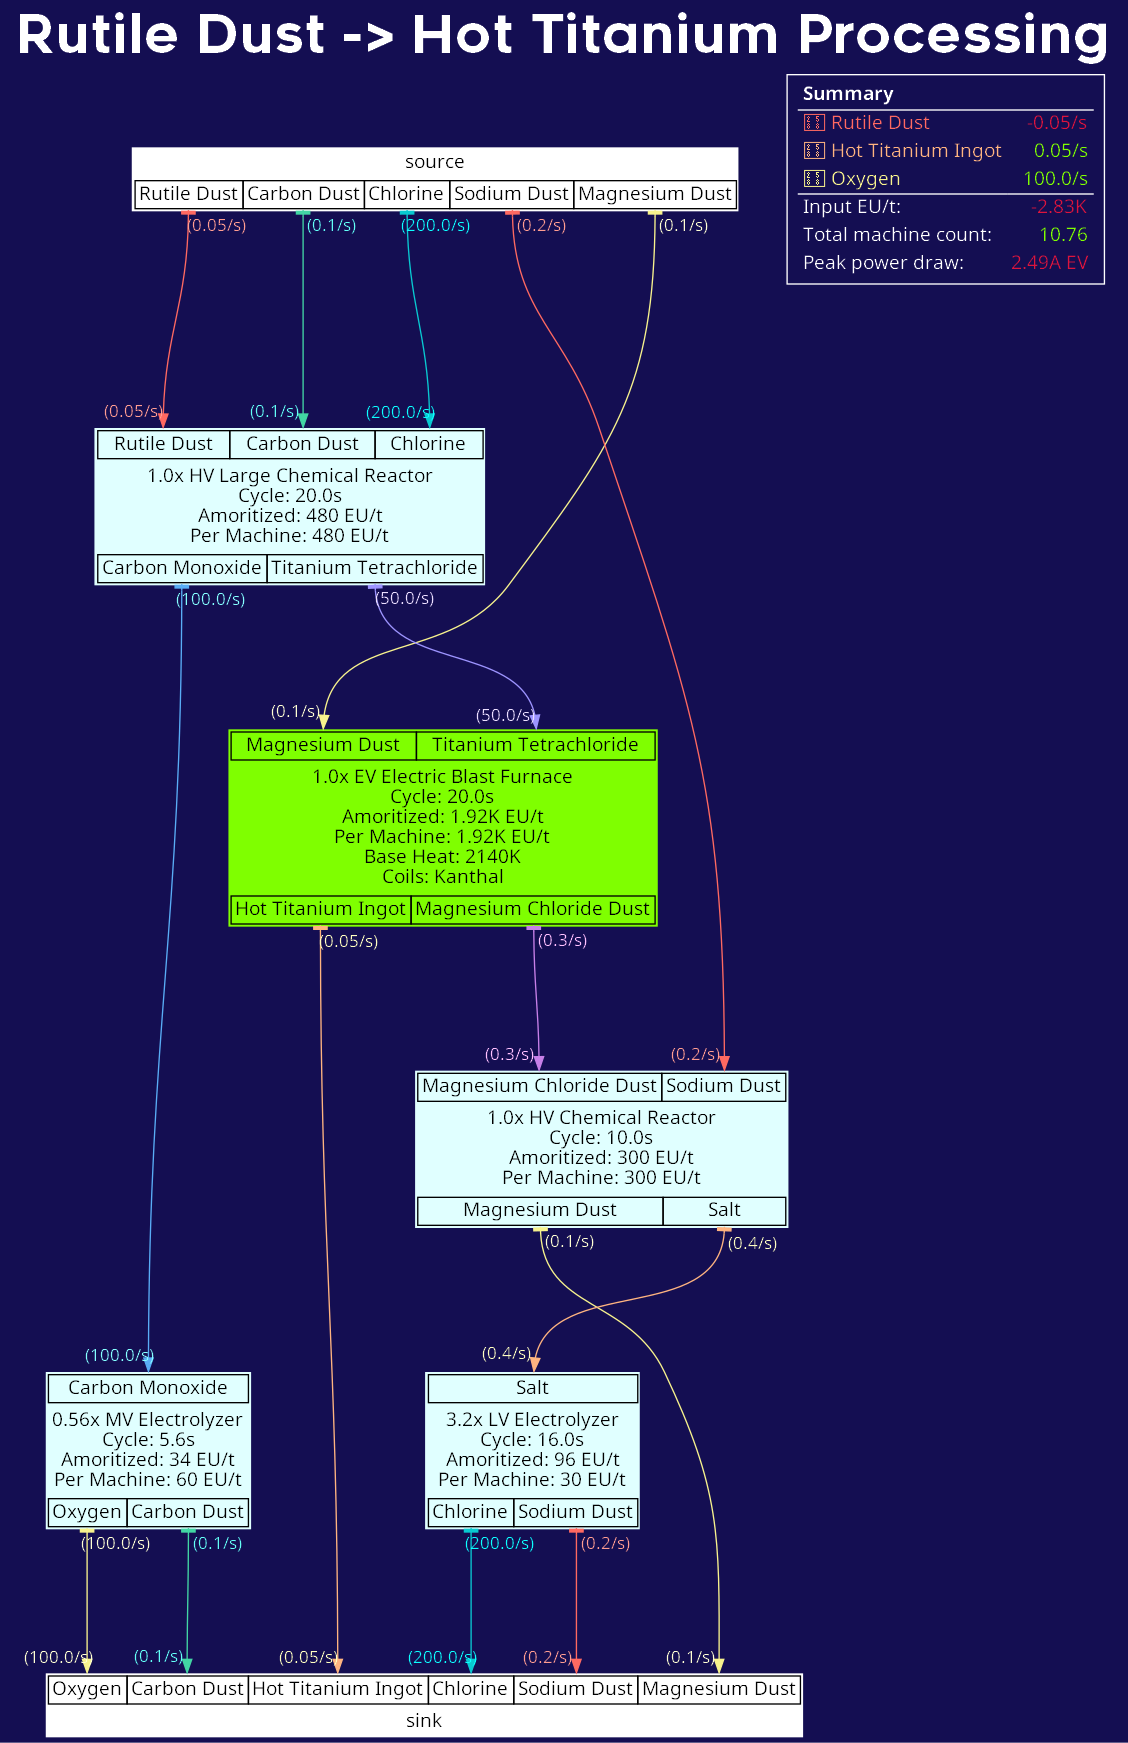 Rutile Dust -> Hot Titanium Processing
Summary
Rutile Dust -0.05/s
Hot Titanium Ingot 0.05/s
Oxygen 100.0/s
Input EU/t: -2.83K
Total machine count: 10.76
Peak power draw: 2.49A EV
source
Rutile Dust Carbon Dust Chlorine Sodium Dust Magnesium Dust
(0.05/s) (0.1/s) (200.0/s) (0.2/s) (0.1/s)
(0.05/s) (0.1/s) (200.0/s)
Rutile Dust Carbon Dust Chlorine
1.0x HV Large Chemical Reactor
Cycle: 20.0s
Amoritized: 480 EU/t
Per Machine: 480 EU/t
Carbon Monoxide Titanium Tetrachloride
(100.0/s) (50.0/s)
(0.1/s) (50.0/s)
Magnesium Dust Titanium Tetrachloride
1.0x EV Electric Blast Furnace
Cycle: 20.0s
Amoritized: 1.92K EU/t
Per Machine: 1.92K EU/t
Base Heat: 2140K
Coils: Kanthal
Hot Titanium Ingot Magnesium Chloride Dust
(0.05/s) (0.3/s)
(0.3/s) (0.2/s)
Magnesium Chloride Dust Sodium Dust
1.0x HV Chemical Reactor
Cycle: 10.0s
Amoritized: 300 EU/t
Per Machine: 300 EU/t
Magnesium Dust Salt
(0.1/s) (0.4/s)
(100.0/s) (0.4/s)
Carbon Monoxide
0.56x MV Electrolyzer
Cycle: 5.6s
Amoritized: 34 EU/t
Per Machine: 60 EU/t
Oxygen Carbon Dust
(100.0/s) (0.1/s)
Salt
3.2x LV Electrolyzer
Cycle: 16.0s
Amoritized: 96 EU/t
Per Machine: 30 EU/t
Chlorine Sodium Dust
(200.0/s) (0.2/s)
(100.0/s) (0.1/s) (0.05/s) (200.0/s) (0.2/s) (0.1/s)
Oxygen Carbon Dust Hot Titanium Ingot Chlorine Sodium Dust Magnesium Dust
sink